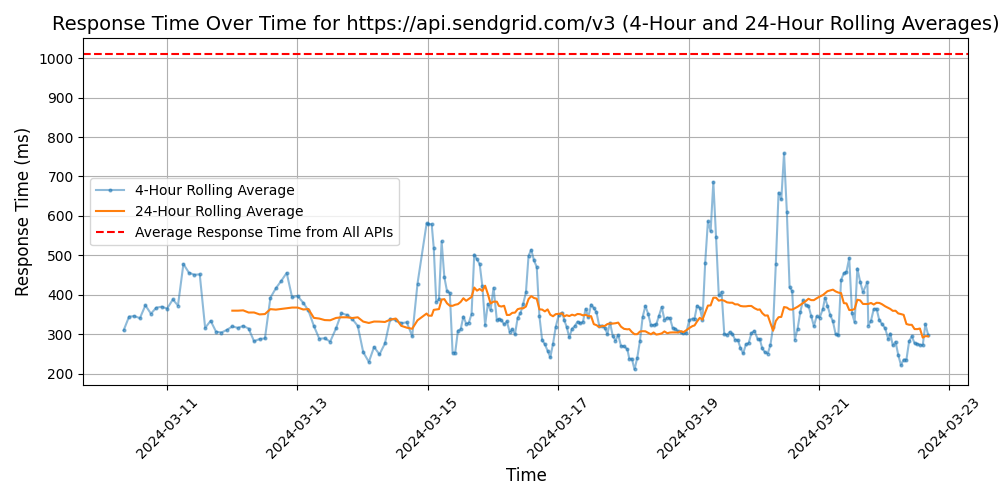 Response Time Over Time for https://api.sendgrid.com/v3 (4-Hour and 24-Hour Rolling Averages)
Response Time (ms)
1000
900
800
700
600
500
400
300
200
4-Hour Rolling Average
24-Hour Rolling Average
Average Response Time from All APIs
2024-03-11
2024-03-13
2024-03-15
2024-03-17
2024-03-19
2024-03-21
2024-03-23
Time